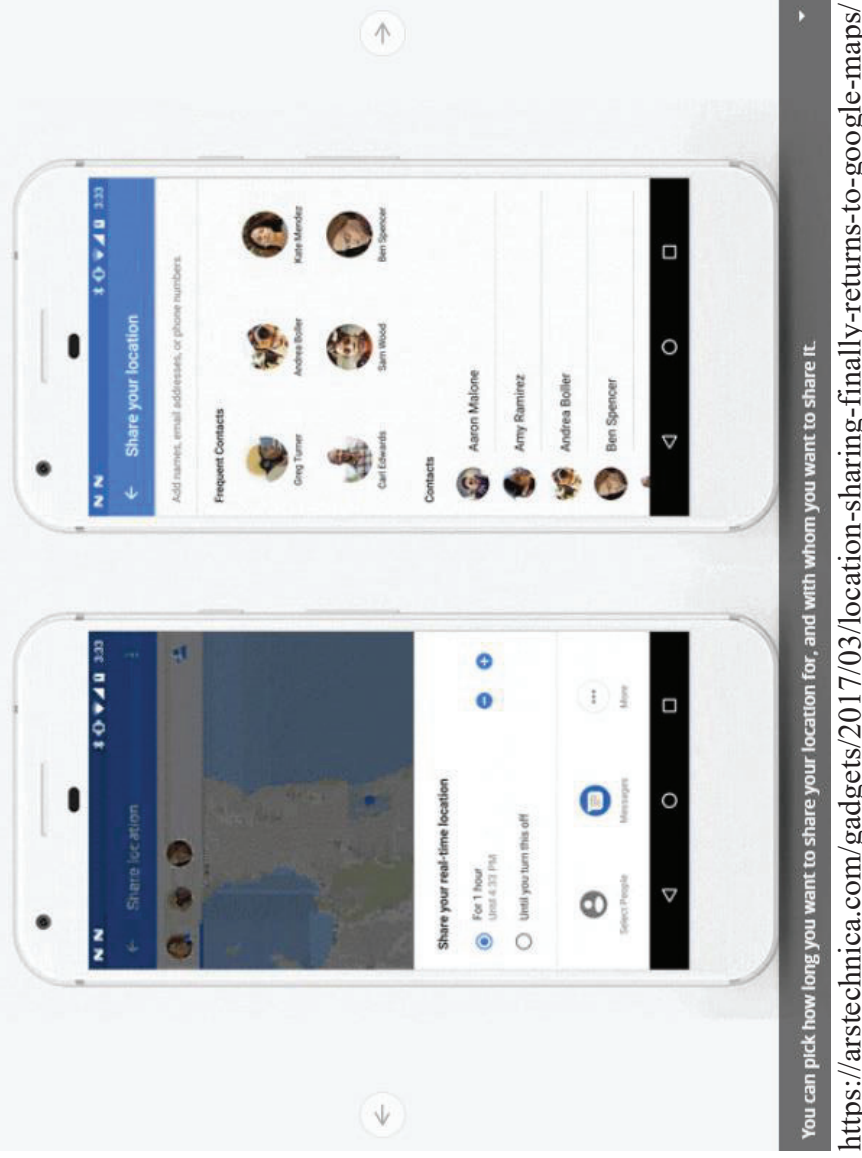 N N 3:33
Share location
Share your real-time location
For 1 hour
Until 4:33 PM
Until you turn this off
Select People
Messages
More
N N 3:33
Share your location
Add names, email addresses, or phone numbers
Frequent Contacts
Greg Turner
Andrea Boller
Kate Mendez
Carl Edwards
Sam Wood
Ben Spencer
Contacts
Aaron Malone
Amy Ramirez
Andrea Boller
Ben Spencer
You can pick how long you want to share your location for, and with whom you want to share it.
https://arstechnica.com/gadgets/2017/03/location-sharing-finally-returns-to-google-maps/